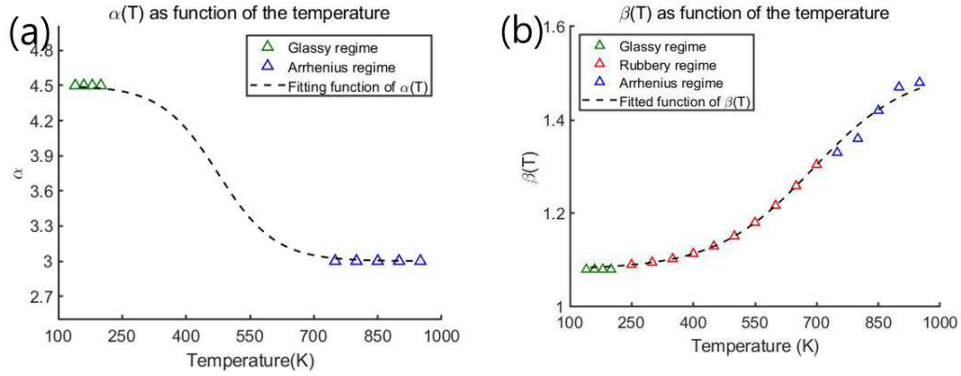 (a)
α(T) as function of the temperature
Glassy regime
Arrhenius regime
Fitting function of α(T)
4.8
4.5
4.2
3.9
3.6
3.3
3
2.7
α
100 250 400 550 700 850 1000
Temperature(K)
(b)
β(T) as function of the temperature
Glassy regime
Rubbery regime
Arrhenius regime
Fitted function of β(T)
1.6
1.4
1.2
1
β(T)
100 250 400 550 700 850 1000
Temperature (K)